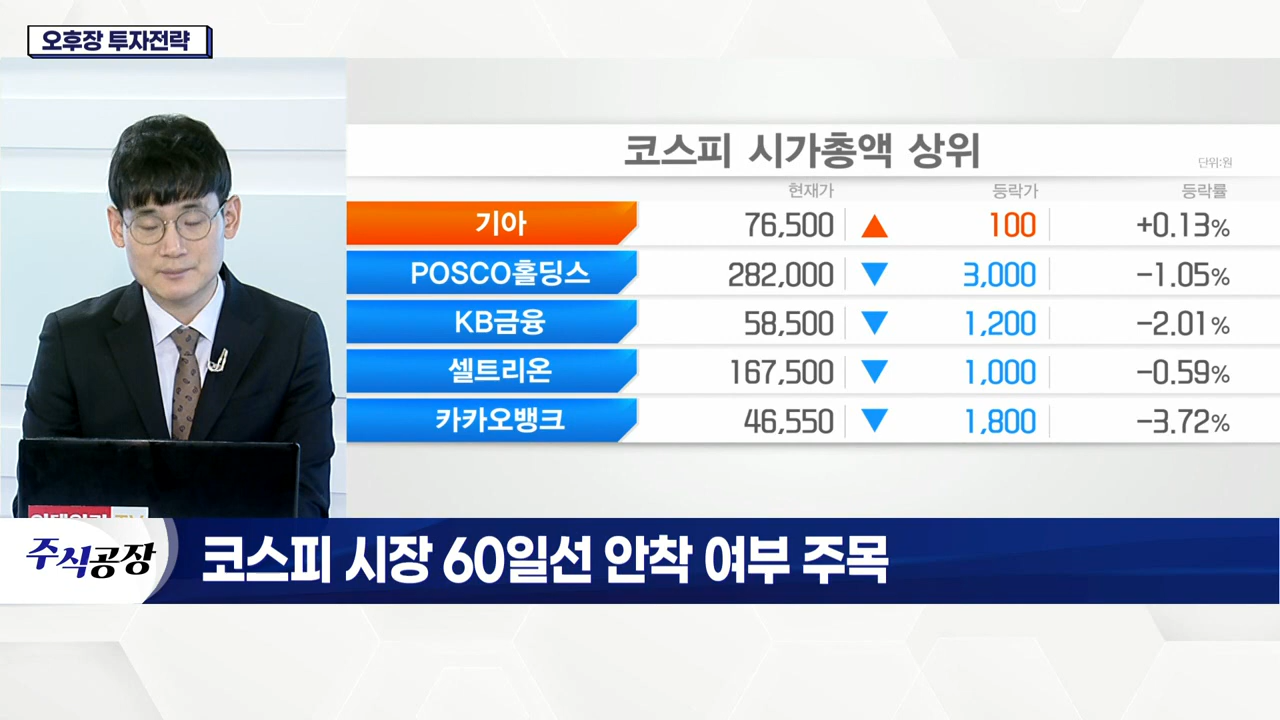 오후장 투자전략
코스피 시가총액 상위
단위:원
현재가 등락가 등락률
기아 76,500 ▲ 100 +0.13%
POSCO홀딩스 282,000 ▼ 3,000 -1.05%
KB금융 58,500 ▼ 1,200 -2.01%
셀트리온 167,500 ▼ 1,000 -0.59%
카카오뱅크 46,550 ▼ 1,800 -3.72%
주식공장
코스피 시장 60일선 안착 여부 주목